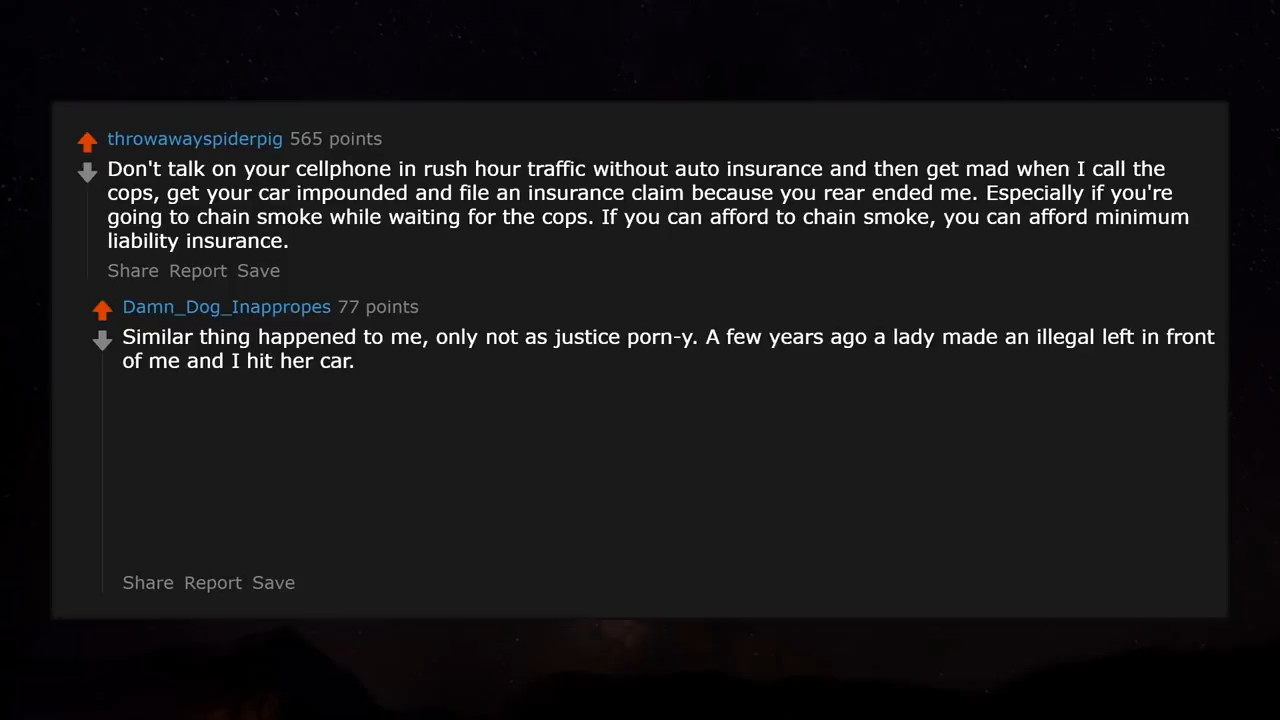 throwawayspiderpig 565 points
Don't talk on your cellphone in rush hour traffic without auto insurance and then get mad when I call the
cops, get your car impounded and file an insurance claim because you rear ended me. Especially if you're
going to chain smoke while waiting for the cops. If you can afford to chain smoke, you can afford minimum
liability insurance.
Share Report Save
Damn_Dog_Inappropes 77 points
Similar thing happened to me, only not as justice porn-y. A few years ago a lady made an illegal left in front
of me and I hit her car.
Share Report Save